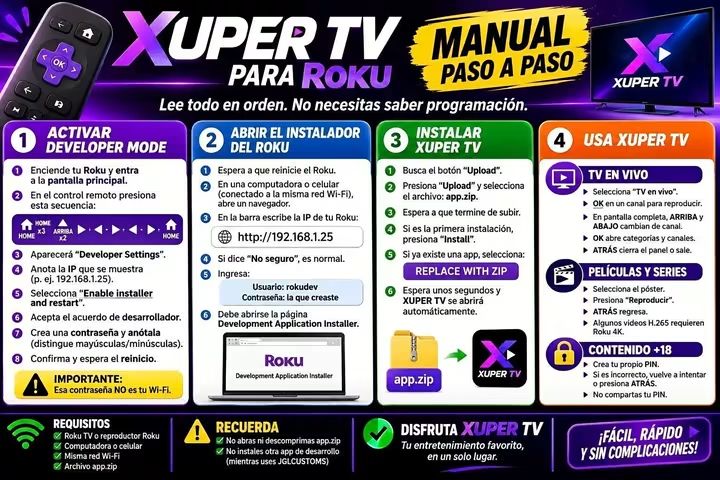 XUPER TV
PARA ROKU
MANUAL
PASO A PASO
XUPER TV
Lee todo en orden. No necesitas saber programación.
1 ACTIVAR
DEVELOPER MODE
1 Enciende tu Roku y entra
a la pantalla principal.
2 En el control remoto presiona
esta secuencia:
HOME HOME x3 ARRIBA x2
3 Aparecerá "Developer Settings".
4 Anota la IP que se muestra
(p. ej. 192.168.1.25).
5 Selecciona "Enable installer
and restart".
6 Acepta el acuerdo de desarrollador.
7 Crea una contraseña y anótala
(distingue mayúsculas/minúsculas).
8 Confirma y espera el reinicio.
IMPORTANTE:
Esa contraseña NO es tu Wi-Fi.
2 ABRIR EL INSTALADOR
DEL ROKU
1 Espera a que reinicie el Roku.
2 En una computadora o celular
(conectado a la misma red Wi-Fi),
abre un navegador.
3 En la barra escribe la IP de tu Roku:
http://192.168.1.25
4 Si dice "No seguro", es normal.
5 Ingresa:
Usuario: rokudev
Contraseña: la que creaste
6 Debe abrirse la página
Development Application Installer.
ROKU
Development Application Installer
3 INSTALAR
XUPER TV
1 Busca el botón "Upload".
2 Presiona "Upload" y selecciona
el archivo: app.zip.
3 Espera a que termine de subir.
4 Si es la primera instalación,
presiona "Install".
5 Si ya existe una app, selecciona:
REPLACE WITH ZIP
6 Espera unos segundos y
XUPER TV se abrirá
automáticamente.
app.zip
XUPER TV
4 USA XUPER TV
TV EN VIVO
Selecciona "TV en vivo".
OK en un canal para reproducir.
En pantalla completa, ARRIBA y
ABAJO cambian de canal.
OK abre categorías y canales.
ATRÁS cierra el panel o sale.
PELÍCULAS Y SERIES
Selecciona el póster.
Presiona "Reproducir".
ATRÁS regresa.
Algunos videos H.265 requieren
Roku 4K.
CONTENIDO +18
Crea tu propio PIN.
Si es incorrecto, vuelve a intentar
o presiona ATRÁS.
No compartas tu PIN.
REQUISITOS
Roku TV o reproductor Roku
Computadora o celular
Misma red Wi-Fi
Archivo app.zip
RECUERDA
No abras ni descomprimas app.zip
No instales otra app de desarrollo
(mientras uses JGLCUSTOMS)
DISFRUTA XUPER TV
Tu entretenimiento favorito,
en un solo lugar.
¡FÁCIL, RÁPIDO
Y SIN COMPLICACIONES!